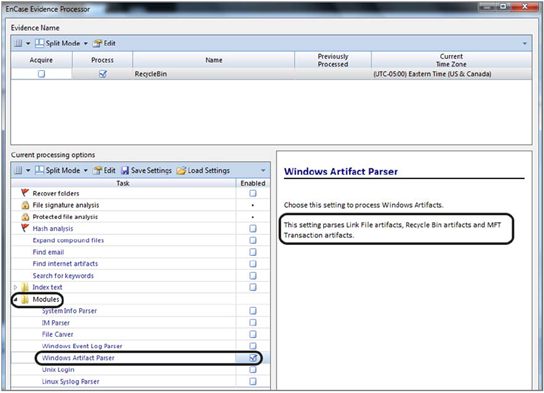 EnCase Evidence Processor
Evidence Name
Split Mode Edit
Acquire Process Name Previously Processed Current Time Zone
RecycleBin (UTC-05:00) Eastern Time (US & Canada)
Current processing options
Split Mode Edit Save Settings Load Settings
Task Enabled
Recover folders
File signature analysis
Protected file analysis
Hash analysis
Expand compound files
Find email
Find internet artifacts
Search for keywords
Index text
Modules
System Info Parser
IM Parser
File Carver
Windows Event Log Parser
Windows Artifact Parser
Unix Login
Linux Syslog Parser
Windows Artifact Parser
Choose this setting to process Windows Artifacts.
This setting parses Link File artifacts, Recycle Bin artifacts and MFT
Transaction artifacts.